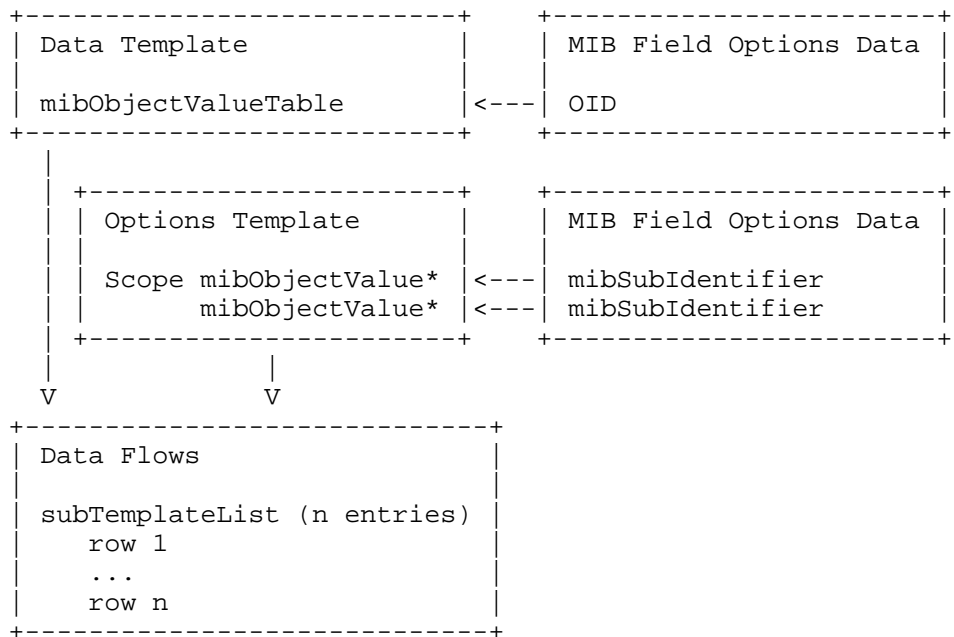 Data Template
MIB Field Options Data
mibObjectValueTable
<---
OID
Options Template
MIB Field Options Data
Scope mibObjectValue*
<---
mibSubIdentifier
mibObjectValue*
<---
mibSubIdentifier
V
V
Data Flows
subTemplateList (n entries)
row 1
...
row n